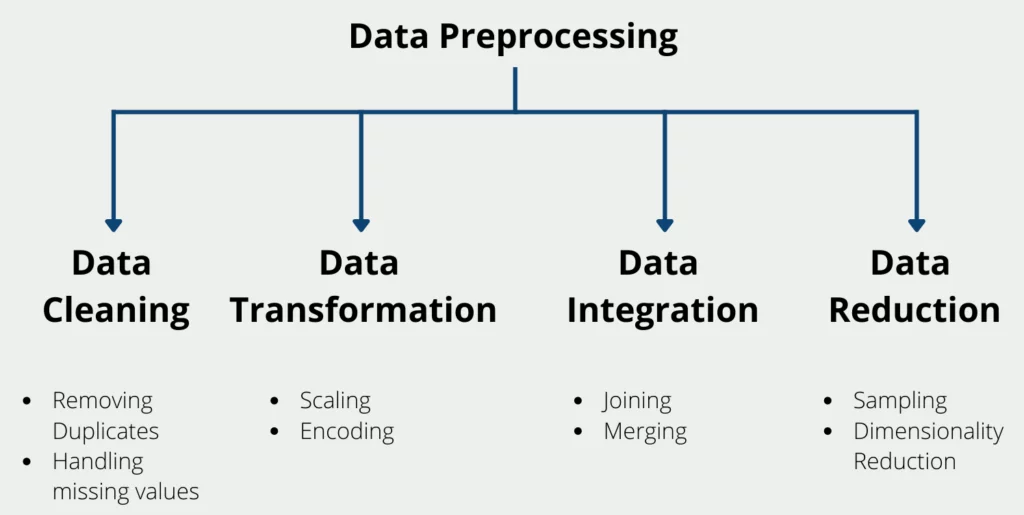 Data Preprocessing
Data
Cleaning
• Removing
Duplicates
• Handling
missing values
Data
Transformation
• Scaling
• Encoding
Data
Integration
• Joining
• Merging
Data
Reduction
• Sampling
• Dimensionality
Reduction